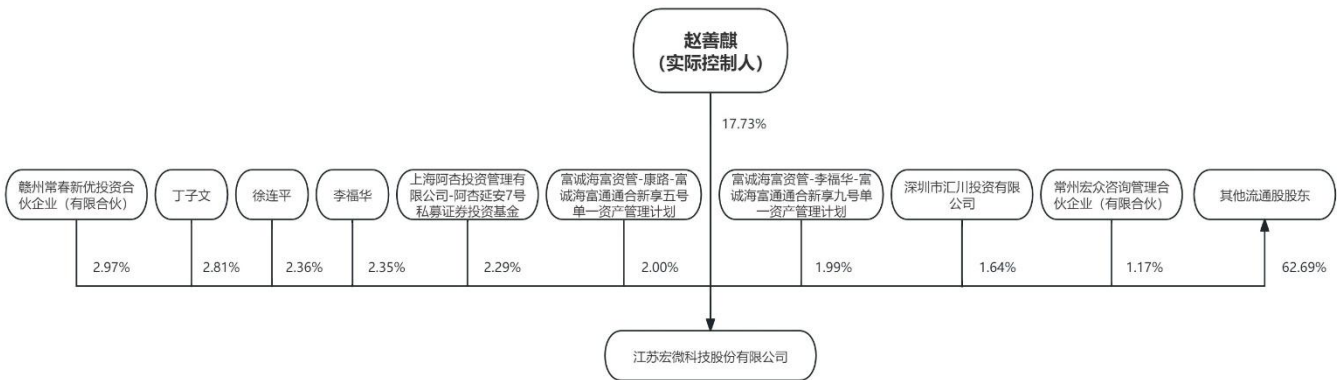 赵善麒
（实际控制人）
17.73%
赣州常春新优投资合
伙企业（有限合伙）
丁子文
徐连平
李福华
上海阿杏投资管理有
限公司-阿杏延安7号
私募证券投资基金
富诚海富资管-康路-富
诚海富通通合新享五号
单一资产管理计划
富诚海富资管-李福华-富
诚海富通通合新享九号单
一资产管理计划
深圳市汇川投资有限
公司
常州宏众咨询管理合
伙企业（有限合伙）
其他流通股股东
2.97%
2.81%
2.36%
2.35%
2.29%
2.00%
1.99%
1.64%
1.17%
62.69%
江苏宏微科技股份有限公司